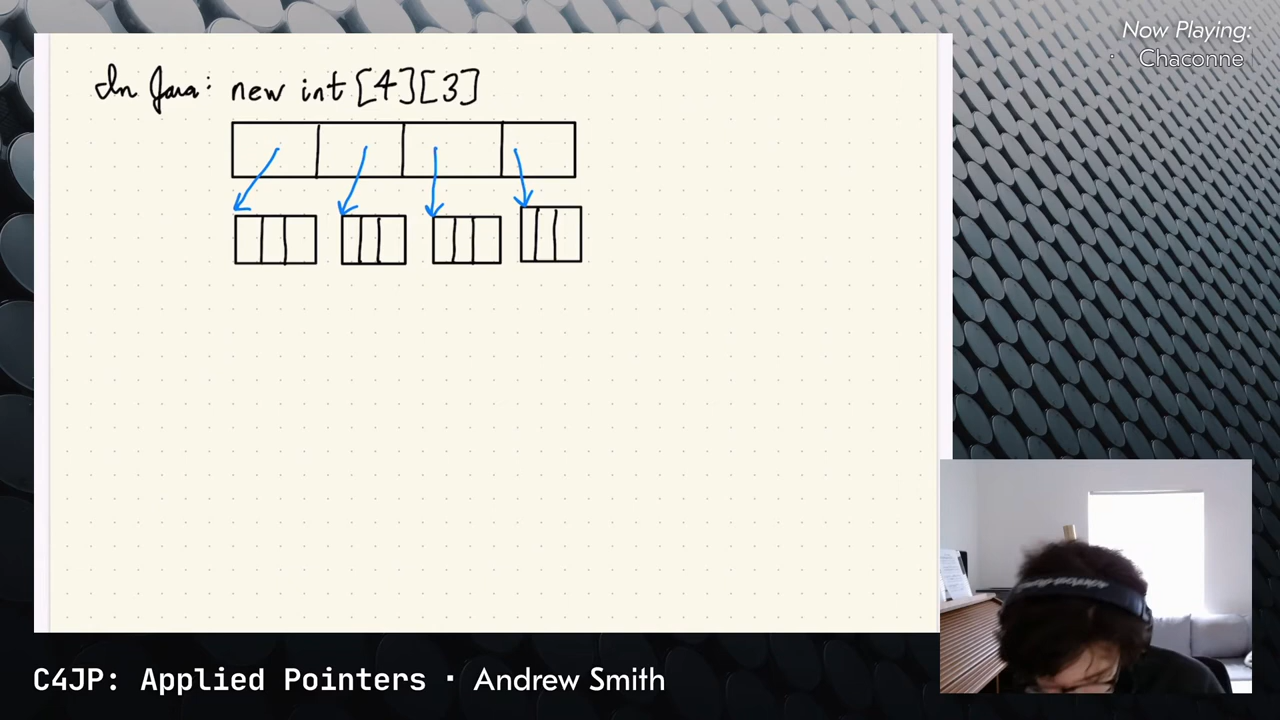 Now Playing:
Chaconne
In Java: new int [4][3]
C4JP: Applied Pointers · Andrew Smith